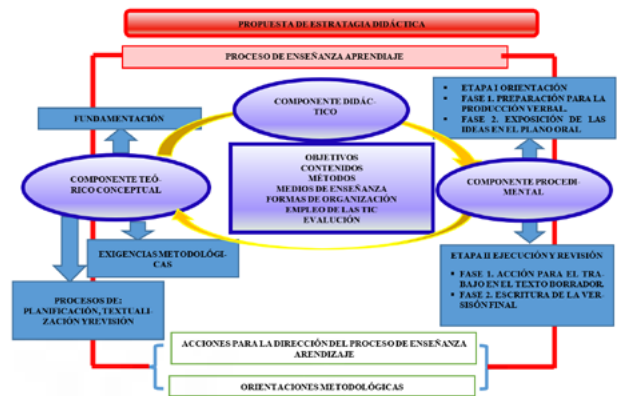 PROPUESTA DE ESTRATAGIA DIDÁCTICA
PROCESO DE ENSEÑANZA APRENDIAJE
COMPONENTE DIDÁC-
TICO
▪ ETAPA I ORIENTACIÓN
▪ FASE 1. PREPARACIÓN PARA LA
PRODUCCIÓN VERBAL.
▪ FASE 2. EXPOSICIÓN DE LAS
IDEAS EN EL PLANO ORAL
FUNDAMENTACIÓN
COMPONENTE TEÓ-
RICO CONCEPTUAL
OBJETIVOS
CONTENIDOS
MÉTODOS
MEDIOS DE ENSEÑANZA
FORMAS DE ORGANIZACIÓN
EMPLEO DE LAS TIC
EVALUCIÓN
COMPONENTE PROCEDI-
MENTAL
EXIGENCIAS METODOLÓGI-
CAS
PROCESOS DE:
PLANIFICACIÓN, TEXTUALI-
ZACIÓN YREVISIÓN
ETAPA II EJECUCIÓN Y REVISIÓN
▪ FASE 1. ACCIÓN PARA EL TRA-
BAJO EN EL TEXTO BORRADOR.
▪ FASE 2. ESCRITURA DE LA VER-
SISÓN FINAL
ACCIONES PARA LA DIRECCIÓN DEL PROCESO DE ENSEÑANZA
ARENDIZAJE
ORIENTACIONES METODOLÓGICAS